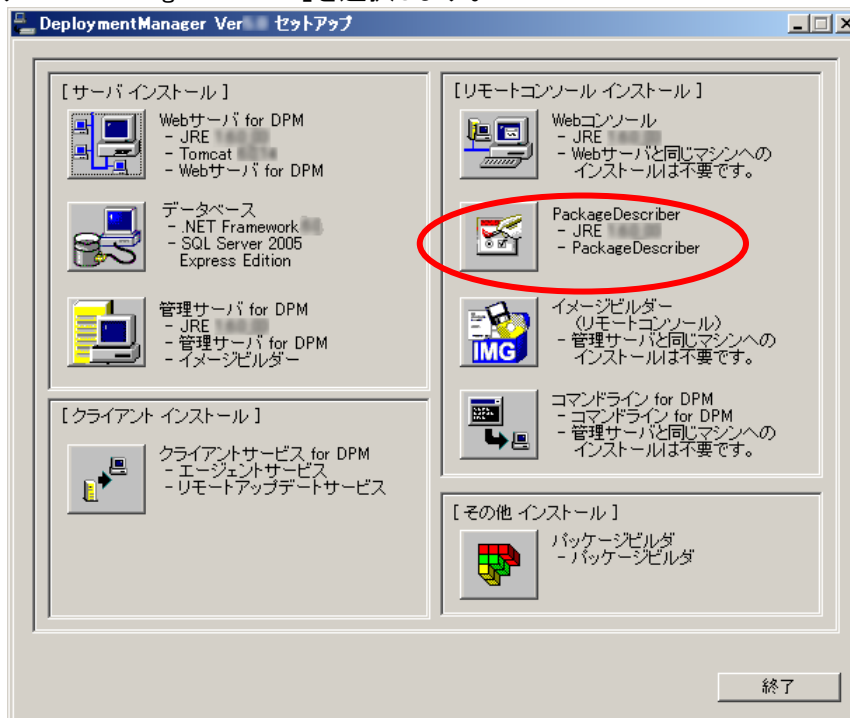 DeploymentManager Ver セットアップ
[サーバ インストール]
Webサーバ for DPM
- JRE
- Tomcat
- Webサーバ for DPM
データベース
- .NET Framework
- SQL Server 2005
Express Edition
管理サーバ for DPM
- JRE
- 管理サーバ for DPM
- イメージビルダー
[クライアント インストール]
クライアントサービス for DPM
- エージェントサービス
- リモートアップデートサービス
[リモートコンソール インストール]
Webコンソール
- JRE
- Webサーバと同じマシンへの
インストールは不要です。
PackageDescriber
- JRE
- PackageDescriber
イメージビルダー
(リモートコンソール)
- 管理サーバと同じマシンへの
インストールは不要です。
IMG
コマンドライン for DPM
- コマンドライン for DPM
- 管理サーバと同じマシンへの
インストールは不要です。
[その他 インストール]
パッケージビルダ
- パッケージビルダ
終了